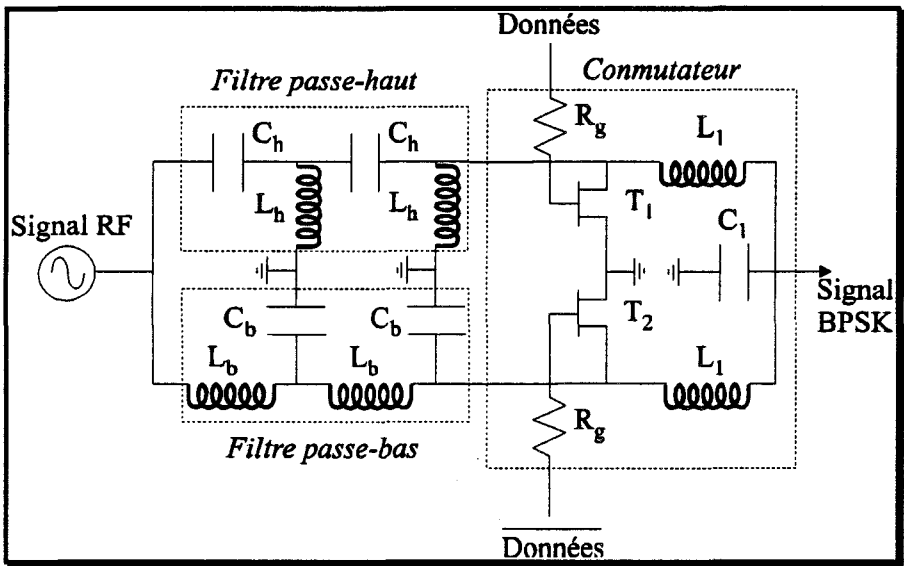 Données
Filtre passe-haut
Conmutateur
C_h
C_h
R_g
L_1
L_h
L_h
T_1
Signal RF
C_1
Signal
BPSK
C_b
C_b
T_2
L_b
L_b
L_1
R_g
Filtre passe-bas
Données